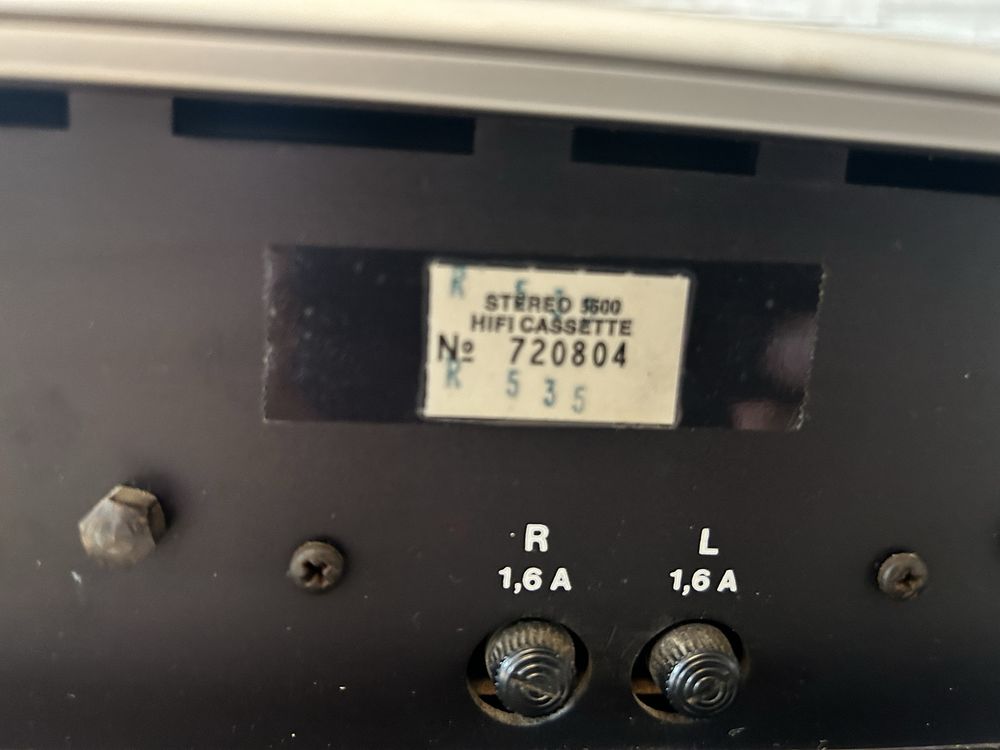 STEREO 5600
HIFI CASSETTE
Nº 720804
R 535
R L
1,6 A 1,6 A